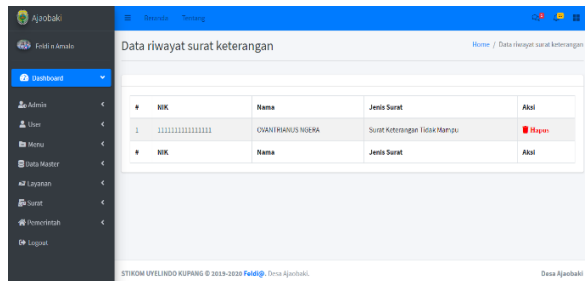 Ajaobaki
Beranda Tentang
Feldi n Amalo
Data riwayat surat keterangan
Home / Data riwayat surat keterangan
Dashboard
Admin
User
Menu
Data Master
Layanan
Surat
Pemerintah
Logout
# NIK Nama Jenis Surat Aksi
1 1111111111111111 OVANTRIANUS NGERA Surat Keterangan Tidak Mampu Hapus
# NIK Nama Jenis Surat Aksi
STIKOM UYELINDO KUPANG © 2019-2020 Feldi@. Desa Ajaobaki.
Desa Ajaobaki